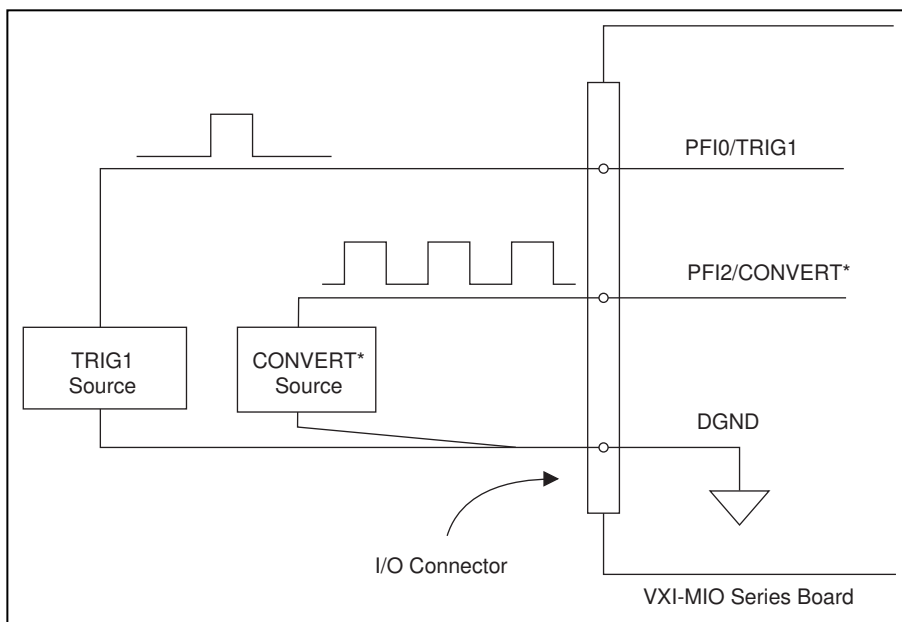 PFI0/TRIG1
PFI2/CONVERT*
TRIG1
Source
CONVERT*
Source
DGND
I/O Connector
VXI-MIO Series Board